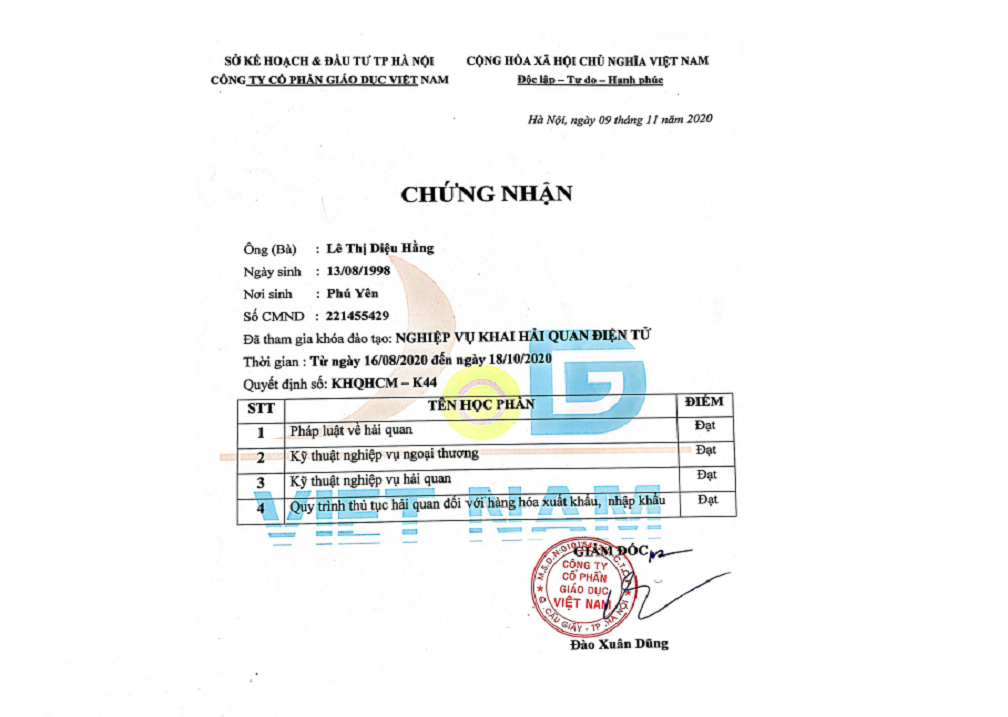 SỞ KẾ HOẠCH & ĐẦU TƯ TP HÀ NỘI
CÔNG TY CỔ PHẦN GIÁO DỤC VIỆT NAM
CỘNG HÒA XÃ HỘI CHỦ NGHĨA VIỆT NAM
Độc lập – Tự do – Hạnh phúc
Hà Nội, ngày 09 tháng 11 năm 2020
CHỨNG NHẬN
Ông (Bà) : Lê Thị Diệu Hằng
Ngày sinh : 13/08/1998
Nơi sinh : Phú Yên
Số CMND : 221455429
Đã tham gia khóa đào tạo: NGHIỆP VỤ KHAI HẢI QUAN ĐIỆN TỬ
Thời gian : Từ ngày 16/08/2020 đến ngày 18/10/2020
Quyết định số: KHQHCM – K44
STT TÊN HỌC PHẦN ĐIỂM
1 Pháp luật về hải quan Đạt
2 Kỹ thuật nghiệp vụ ngoại thương Đạt
3 Kỹ thuật nghiệp vụ hải quan Đạt
4 Quy trình thủ tục hải quan đối với hàng hóa xuất khẩu, nhập khẩu Đạt
VIET NAM
GIÁM ĐỐC
CÔNG TY
CỔ PHẦN
GIÁO DỤC
VIỆT NAM
Q. CẦU GIẤY - TP. HÀ NỘI
Đào Xuân Dũng